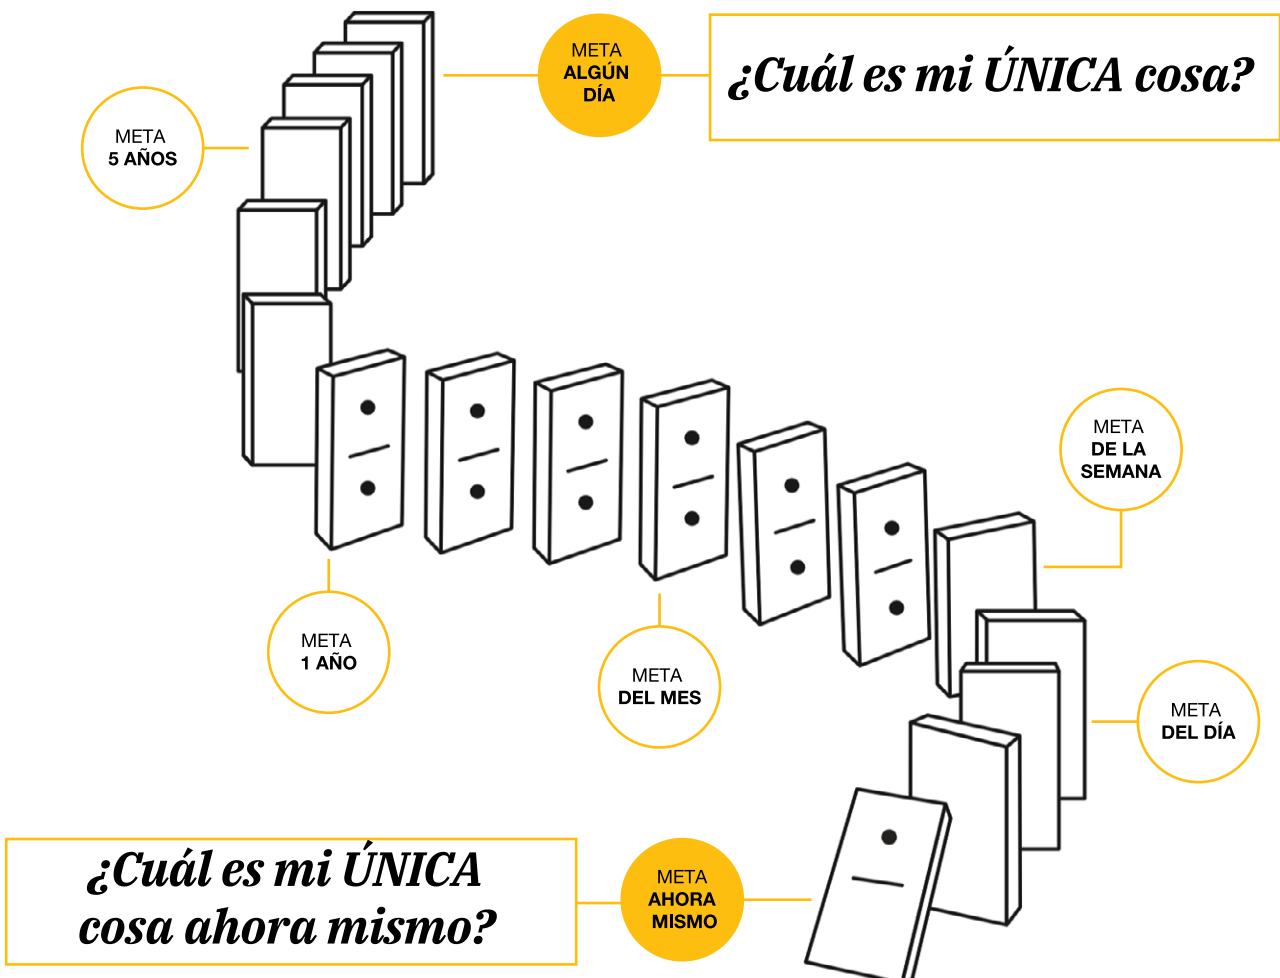 META
ALGÚN
DÍA
¿Cuál es mi ÚNICA cosa?
META
5 AÑOS
META
DE LA
SEMANA
META
1 AÑO
META
DEL MES
META
DEL DÍA
¿Cuál es mi ÚNICA
cosa ahora mismo?
META
AHORA
MISMO